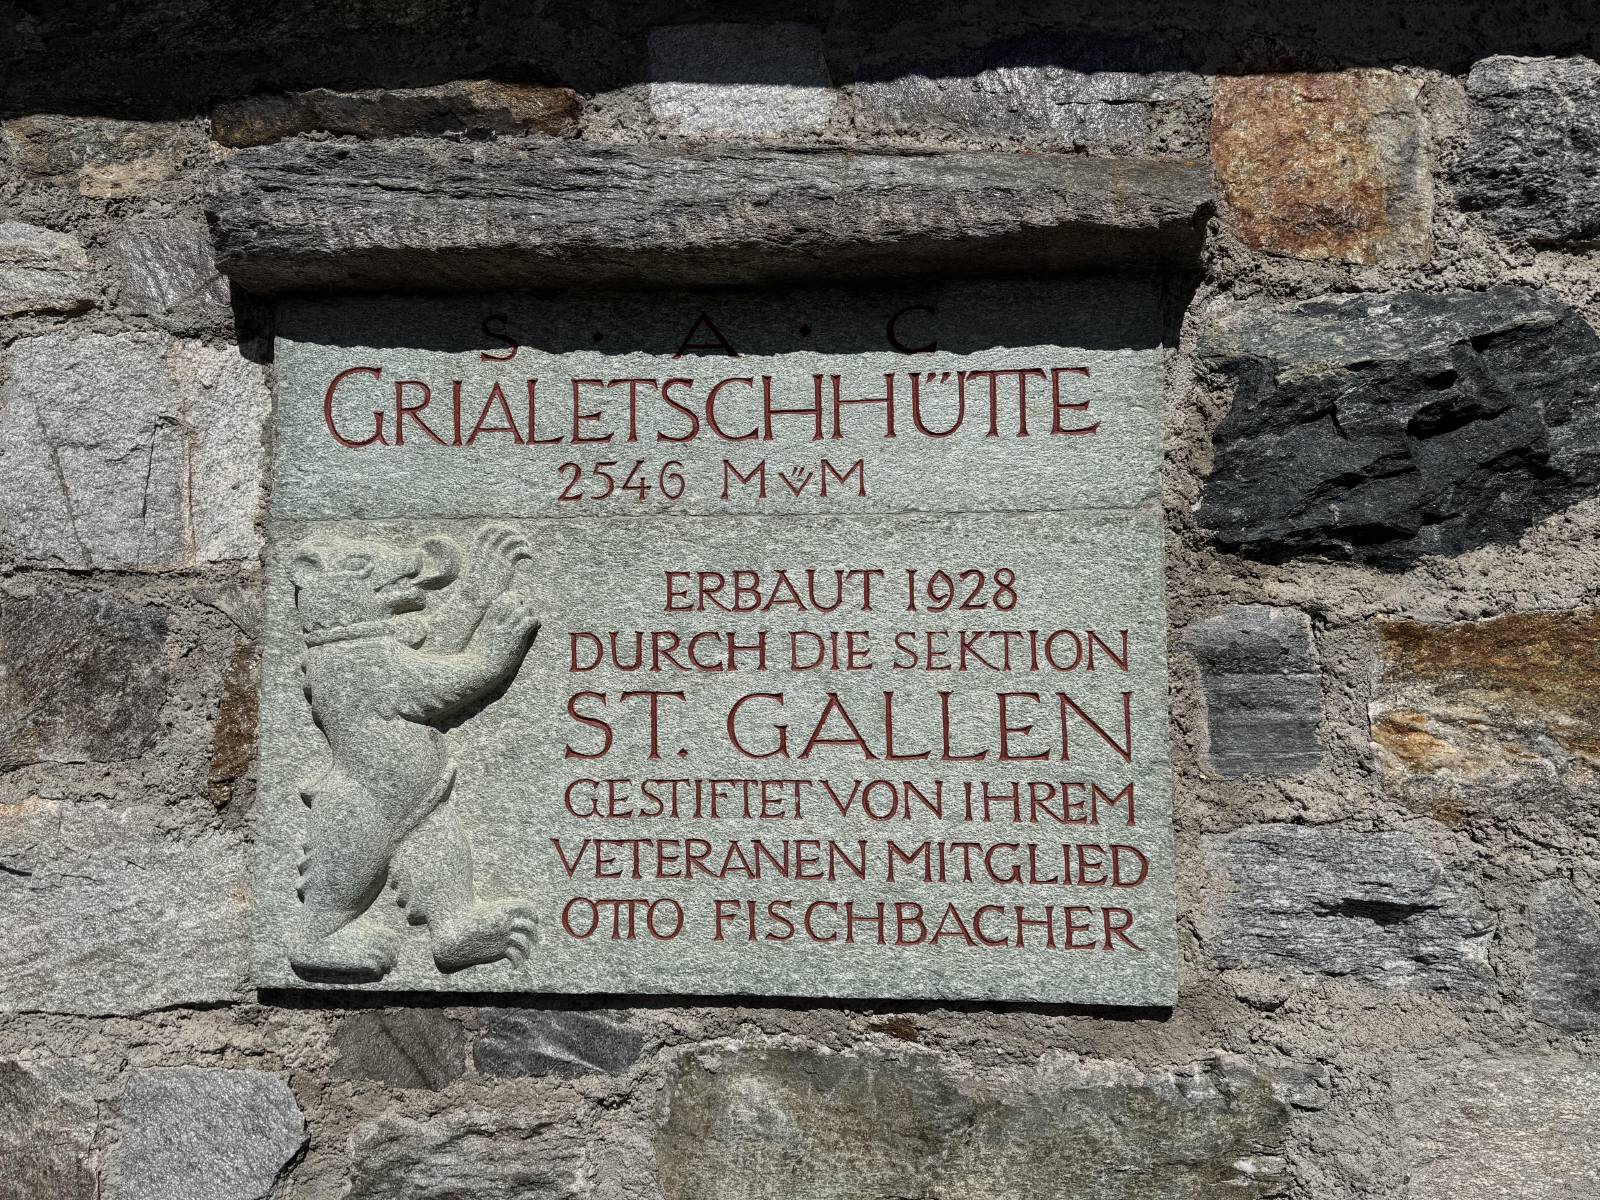 S · A · C
GRIALETSCHHÜTTE
2546 M Ü M
ERBAUT 1928
DURCH DIE SEKTION
ST. GALLEN
GESTIFTET VON IHREM
VETERANEN MITGLIED
OTTO FISCHBACHER